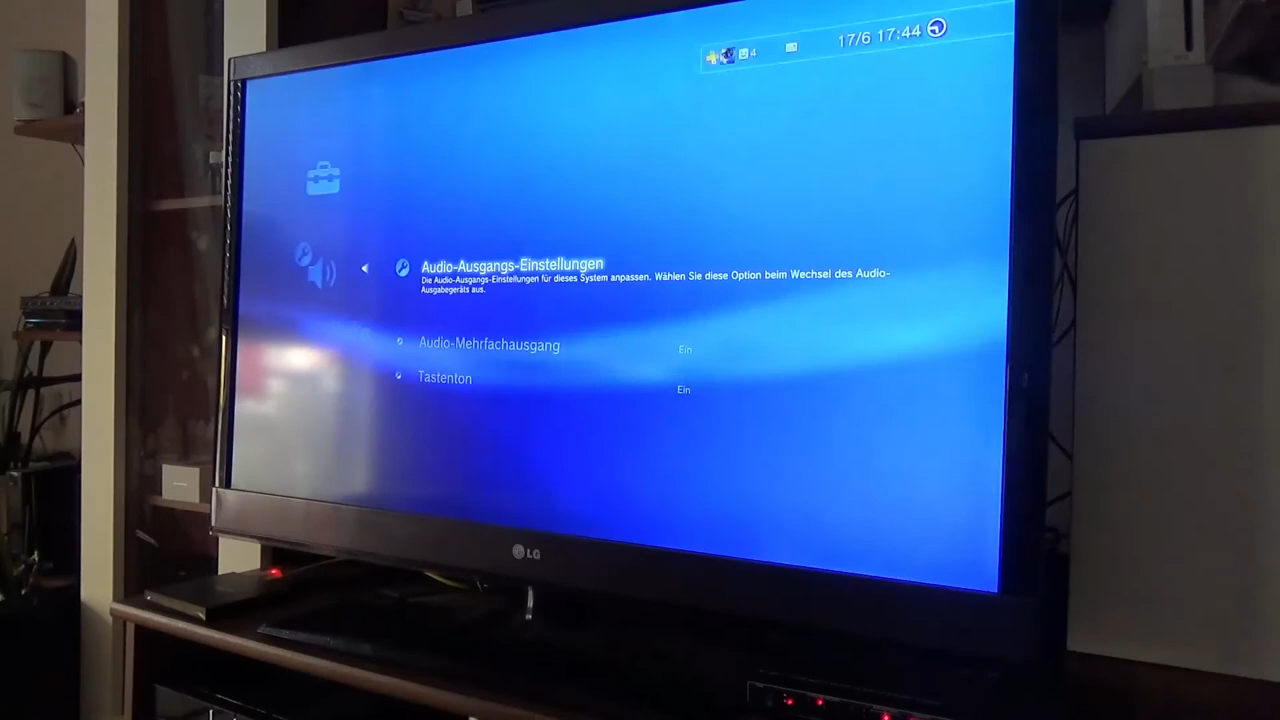 4
17/6 17:44
Audio-Ausgangs-Einstellungen
Die Audio-Ausgangs-Einstellungen für dieses System anpassen. Wählen Sie diese Option beim Wechsel des Audio-
Ausgabegeräts aus.
Audio-Mehrfachausgang Ein
Tastenton Ein
LG